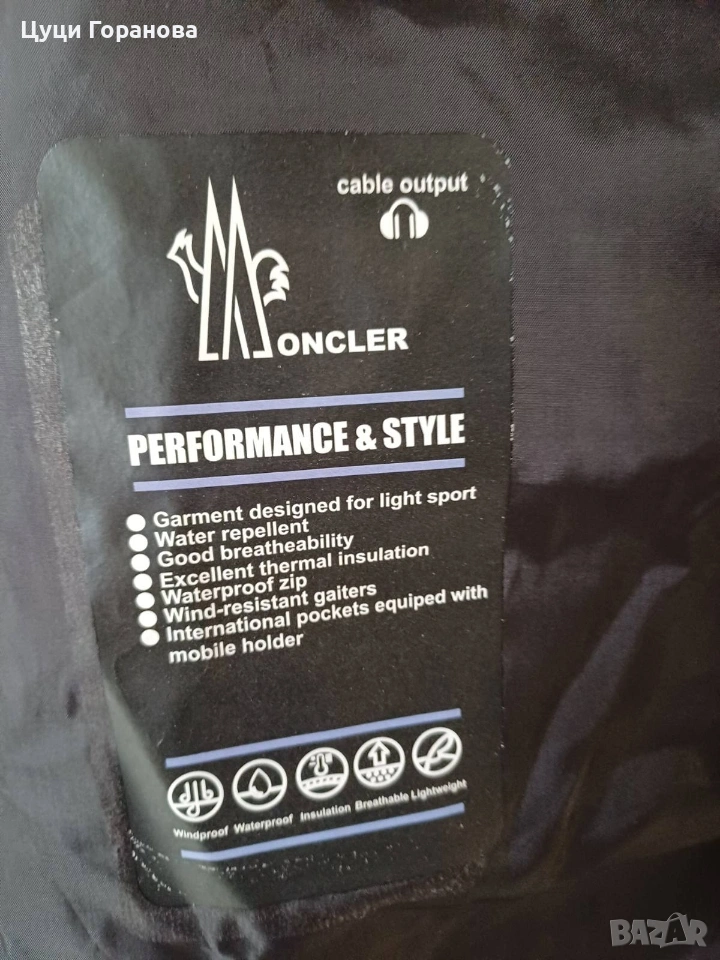 Цуци Горанова
cable output
MONCLER
PERFORMANCE & STYLE
Garment designed for light sport
Water repellent
Good breatheability
Excellent thermal insulation
Waterproof zip
Wind-resistant gaiters
International pockets equiped with
mobile holder
Windproof Waterproof Insulation Breathable Lightweight
BAZAR